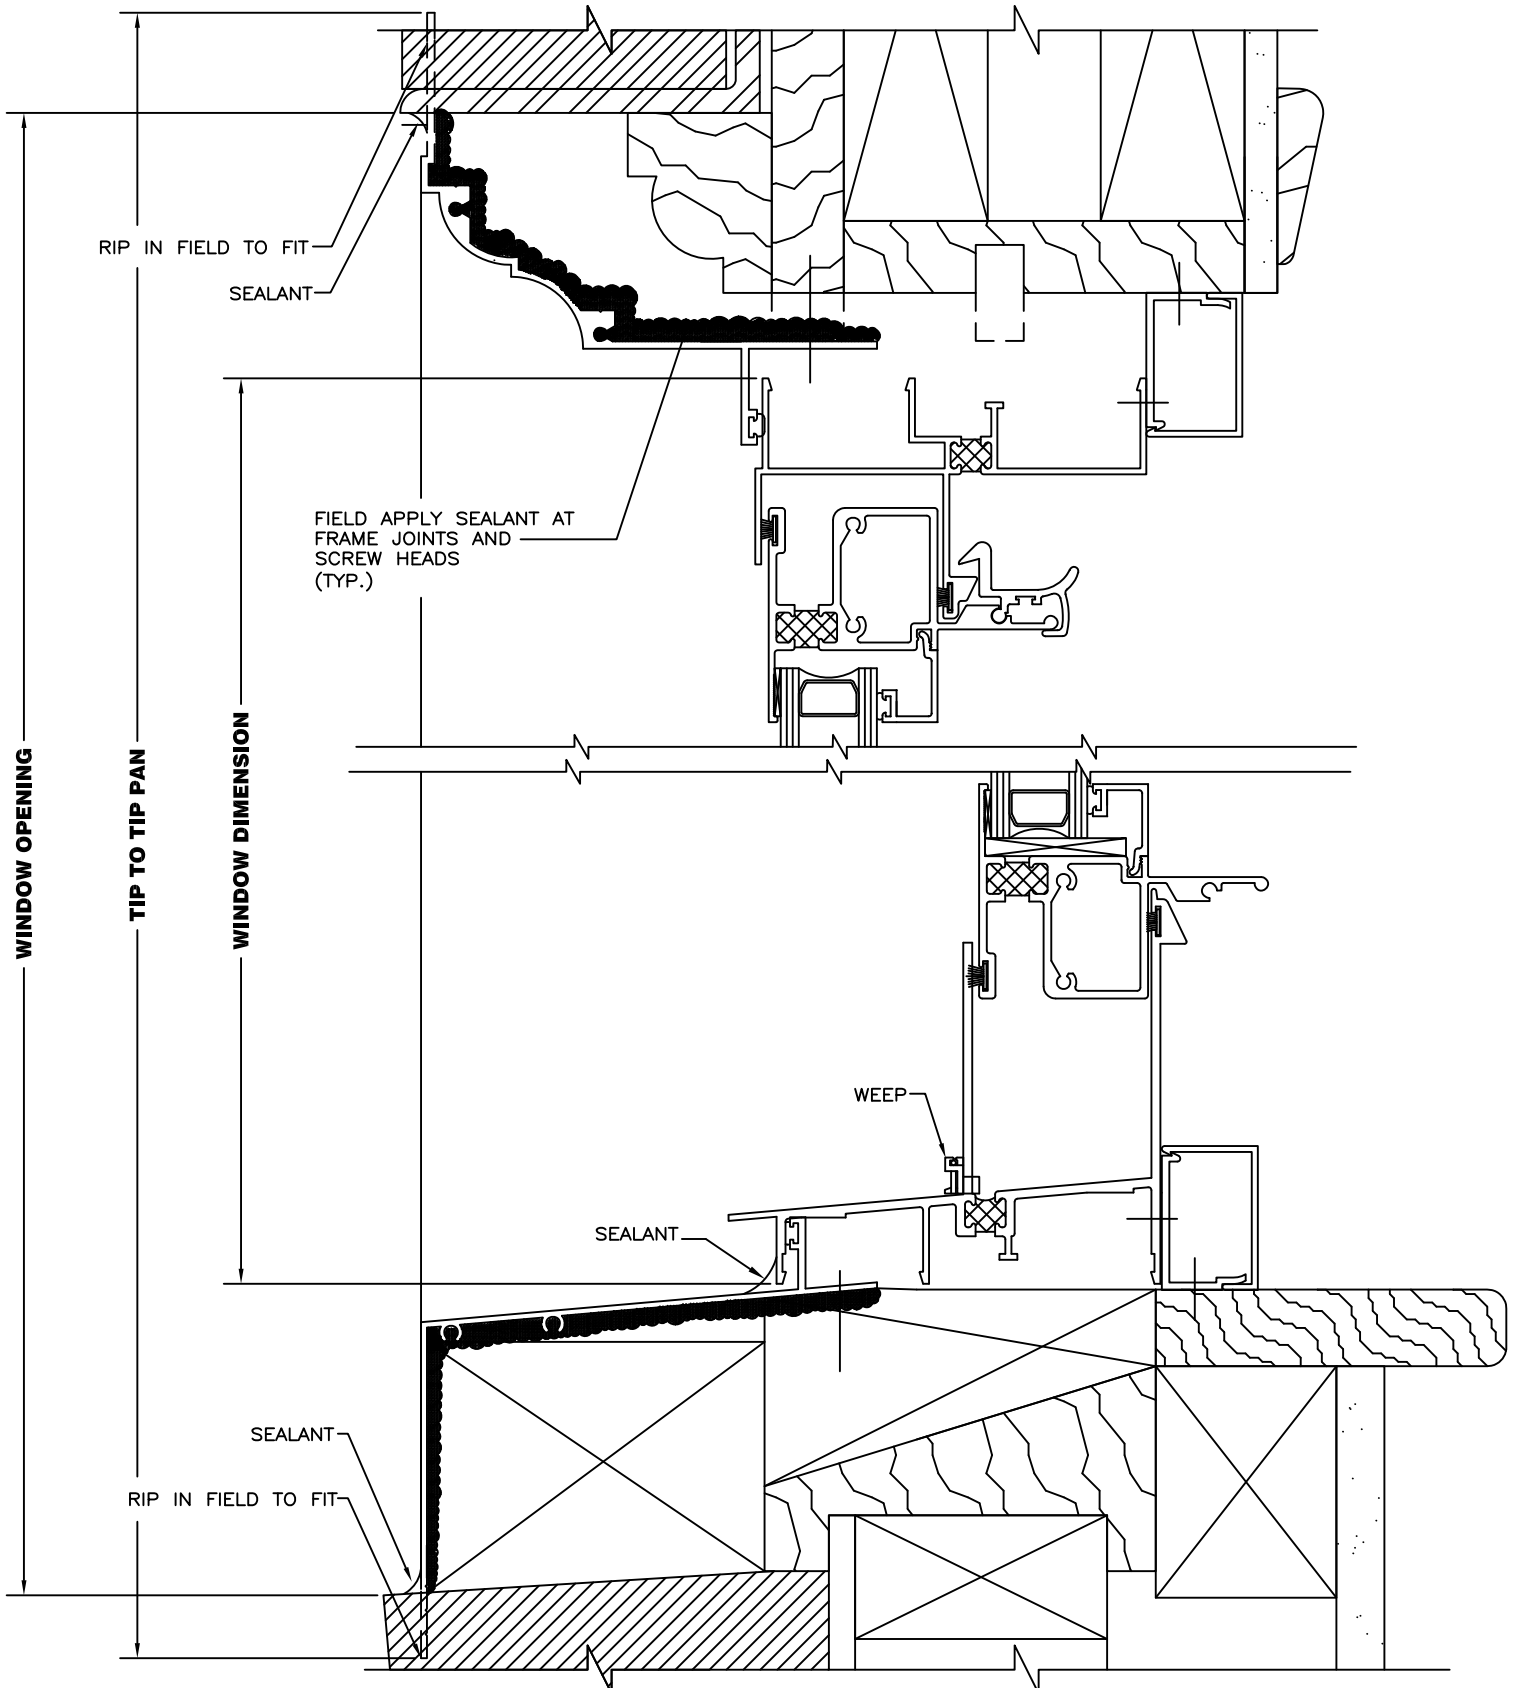 RIP IN FIELD TO FIT
SEALANT
FIELD APPLY SEALANT AT
FRAME JOINTS AND
SCREW HEADS
(TYP.)
WINDOW OPENING
TIP TO TIP PAN
WINDOW DIMENSION
WEEP
SEALANT
SEALANT
RIP IN FIELD TO FIT